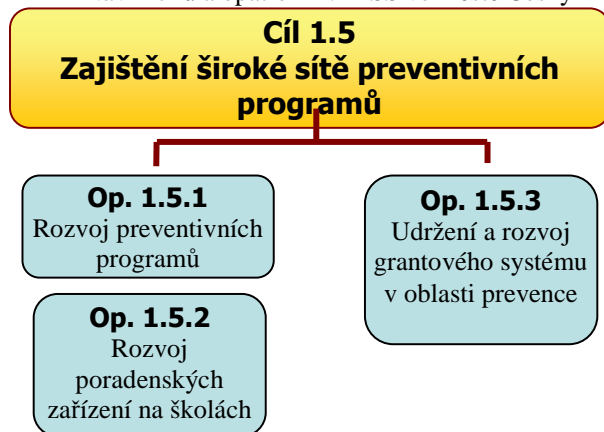 Cíl 1.5
Zajištění široké sítě preventivních
programů
Op. 1.5.1
Rozvoj preventivních
programů
Op. 1.5.3
Udržení a rozvoj
grantového systému
v oblasti prevence
Op. 1.5.2
Rozvoj
poradenských
zařízení na školách